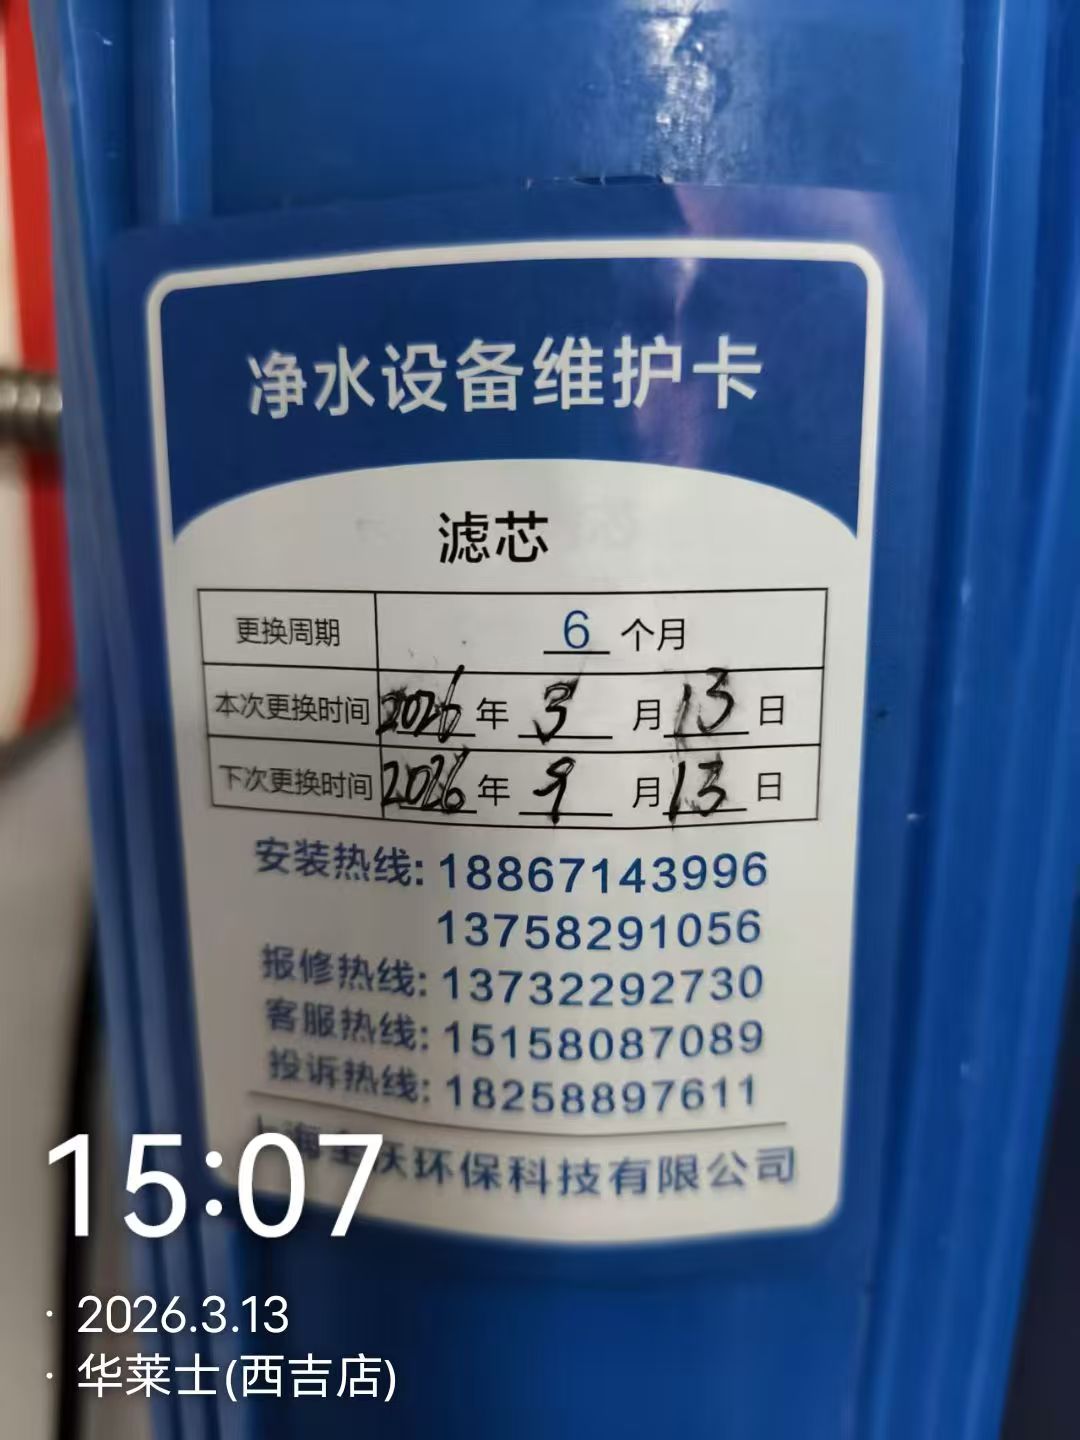 净水设备维护卡
滤芯
更换周期 6 个月
本次更换时间 2026 年 3 月 13 日
下次更换时间 2026 年 9 月 13 日
安装热线: 18867143996
13758291056
报修热线: 13732292730
客服热线: 15158087089
投诉热线: 18258897611
上海全沃环保科技有限公司
15:07
· 2026.3.13
· 华莱士(西吉店)